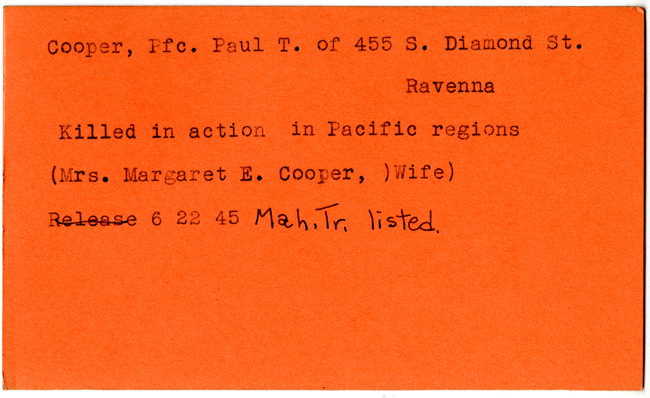 Cooper, Pfc. Paul T. of 455 S. Diamond St.
Ravenna
Killed in action in Pacific regions
(Mrs. Margaret E. Cooper, )Wife)
Release 6 22 45 Mah. Tr. listed.